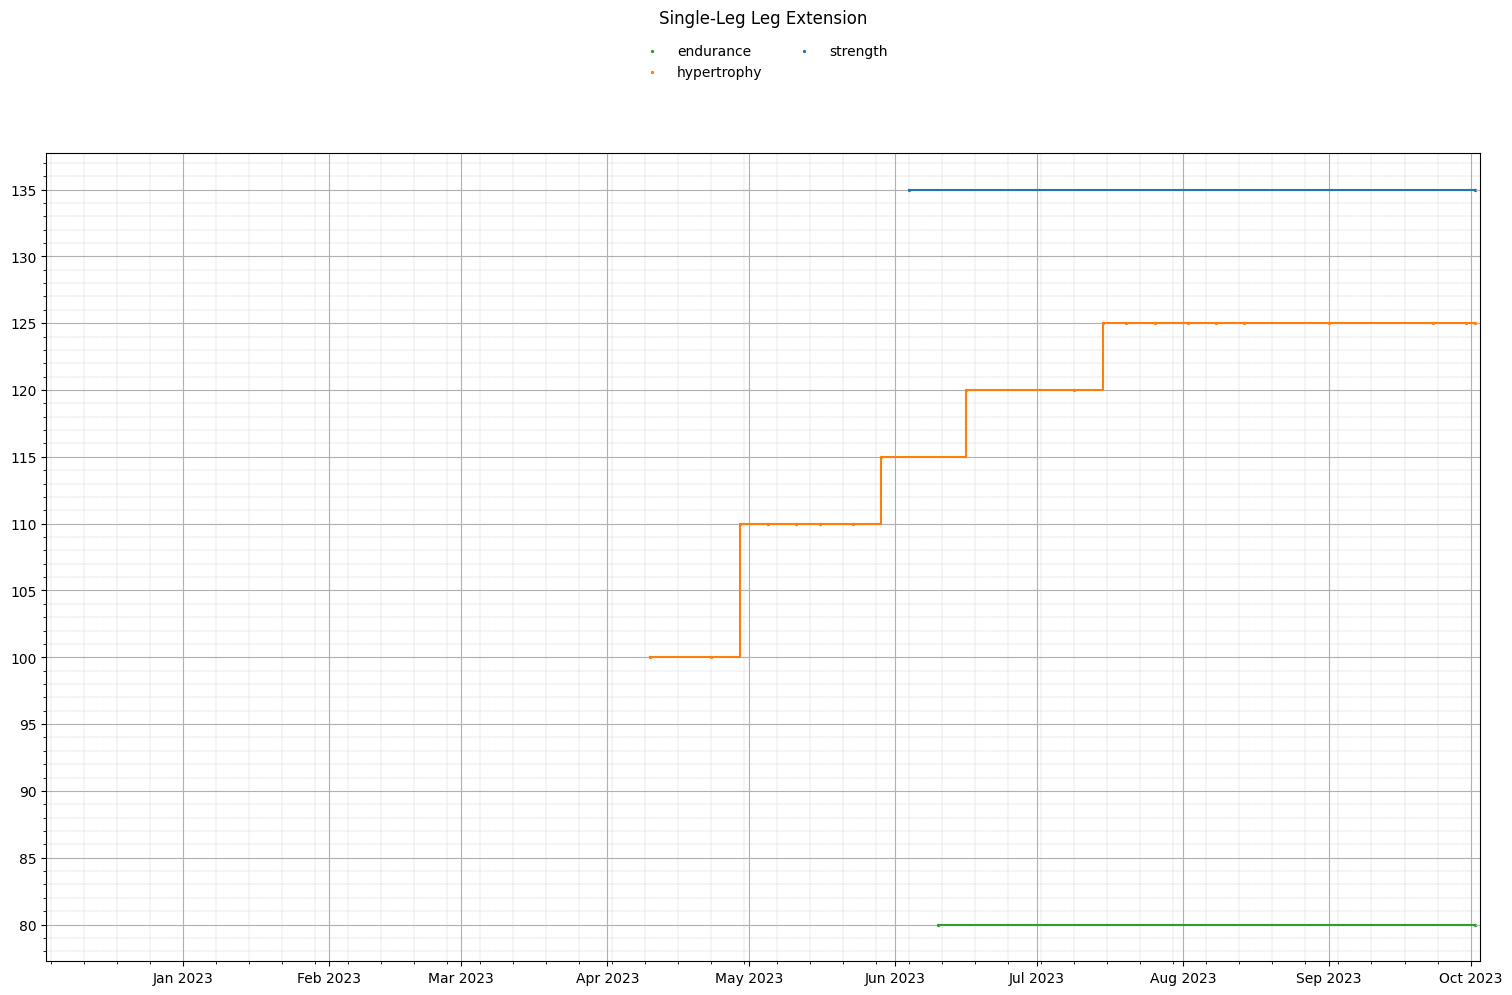 Single-Leg Leg Extension
endurance
hypertrophy
strength
135
130
125
120
115
110
105
100
95
90
85
80
Jan 2023
Feb 2023
Mar 2023
Apr 2023
May 2023
Jun 2023
Jul 2023
Aug 2023
Sep 2023
Oct 2023